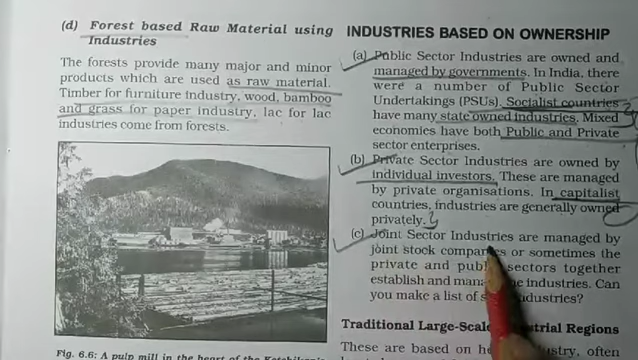 (d) Forest based Raw Material using
Industries
The forests provide many major and minor
products which are used as raw material.
Timber for furniture industry, wood, bamboo
and grass for paper industry, lac for lac
industries come from forests.
Fig. 6.6: A pulp mill in the heart of the Ketchikan's
INDUSTRIES BASED ON OWNERSHIP
(a) Public Sector Industries are owned and
managed by governments. In India, there
were a number of Public Sector
Undertakings (PSUs). Socialist countries
have many state owned industries. Mixed
economies have both Public and Private
sector enterprises.
(b) Private Sector Industries are owned by
individual investors. These are managed
by private organisations. In capitalist
countries, industries are generally owned
privately.
(c) Joint Sector Industries are managed by
joint stock companies or sometimes the
private and public sectors together
establish and industries. Can
you make a list of industries?
Traditional Large-Scale Industrial Regions
These are based on often